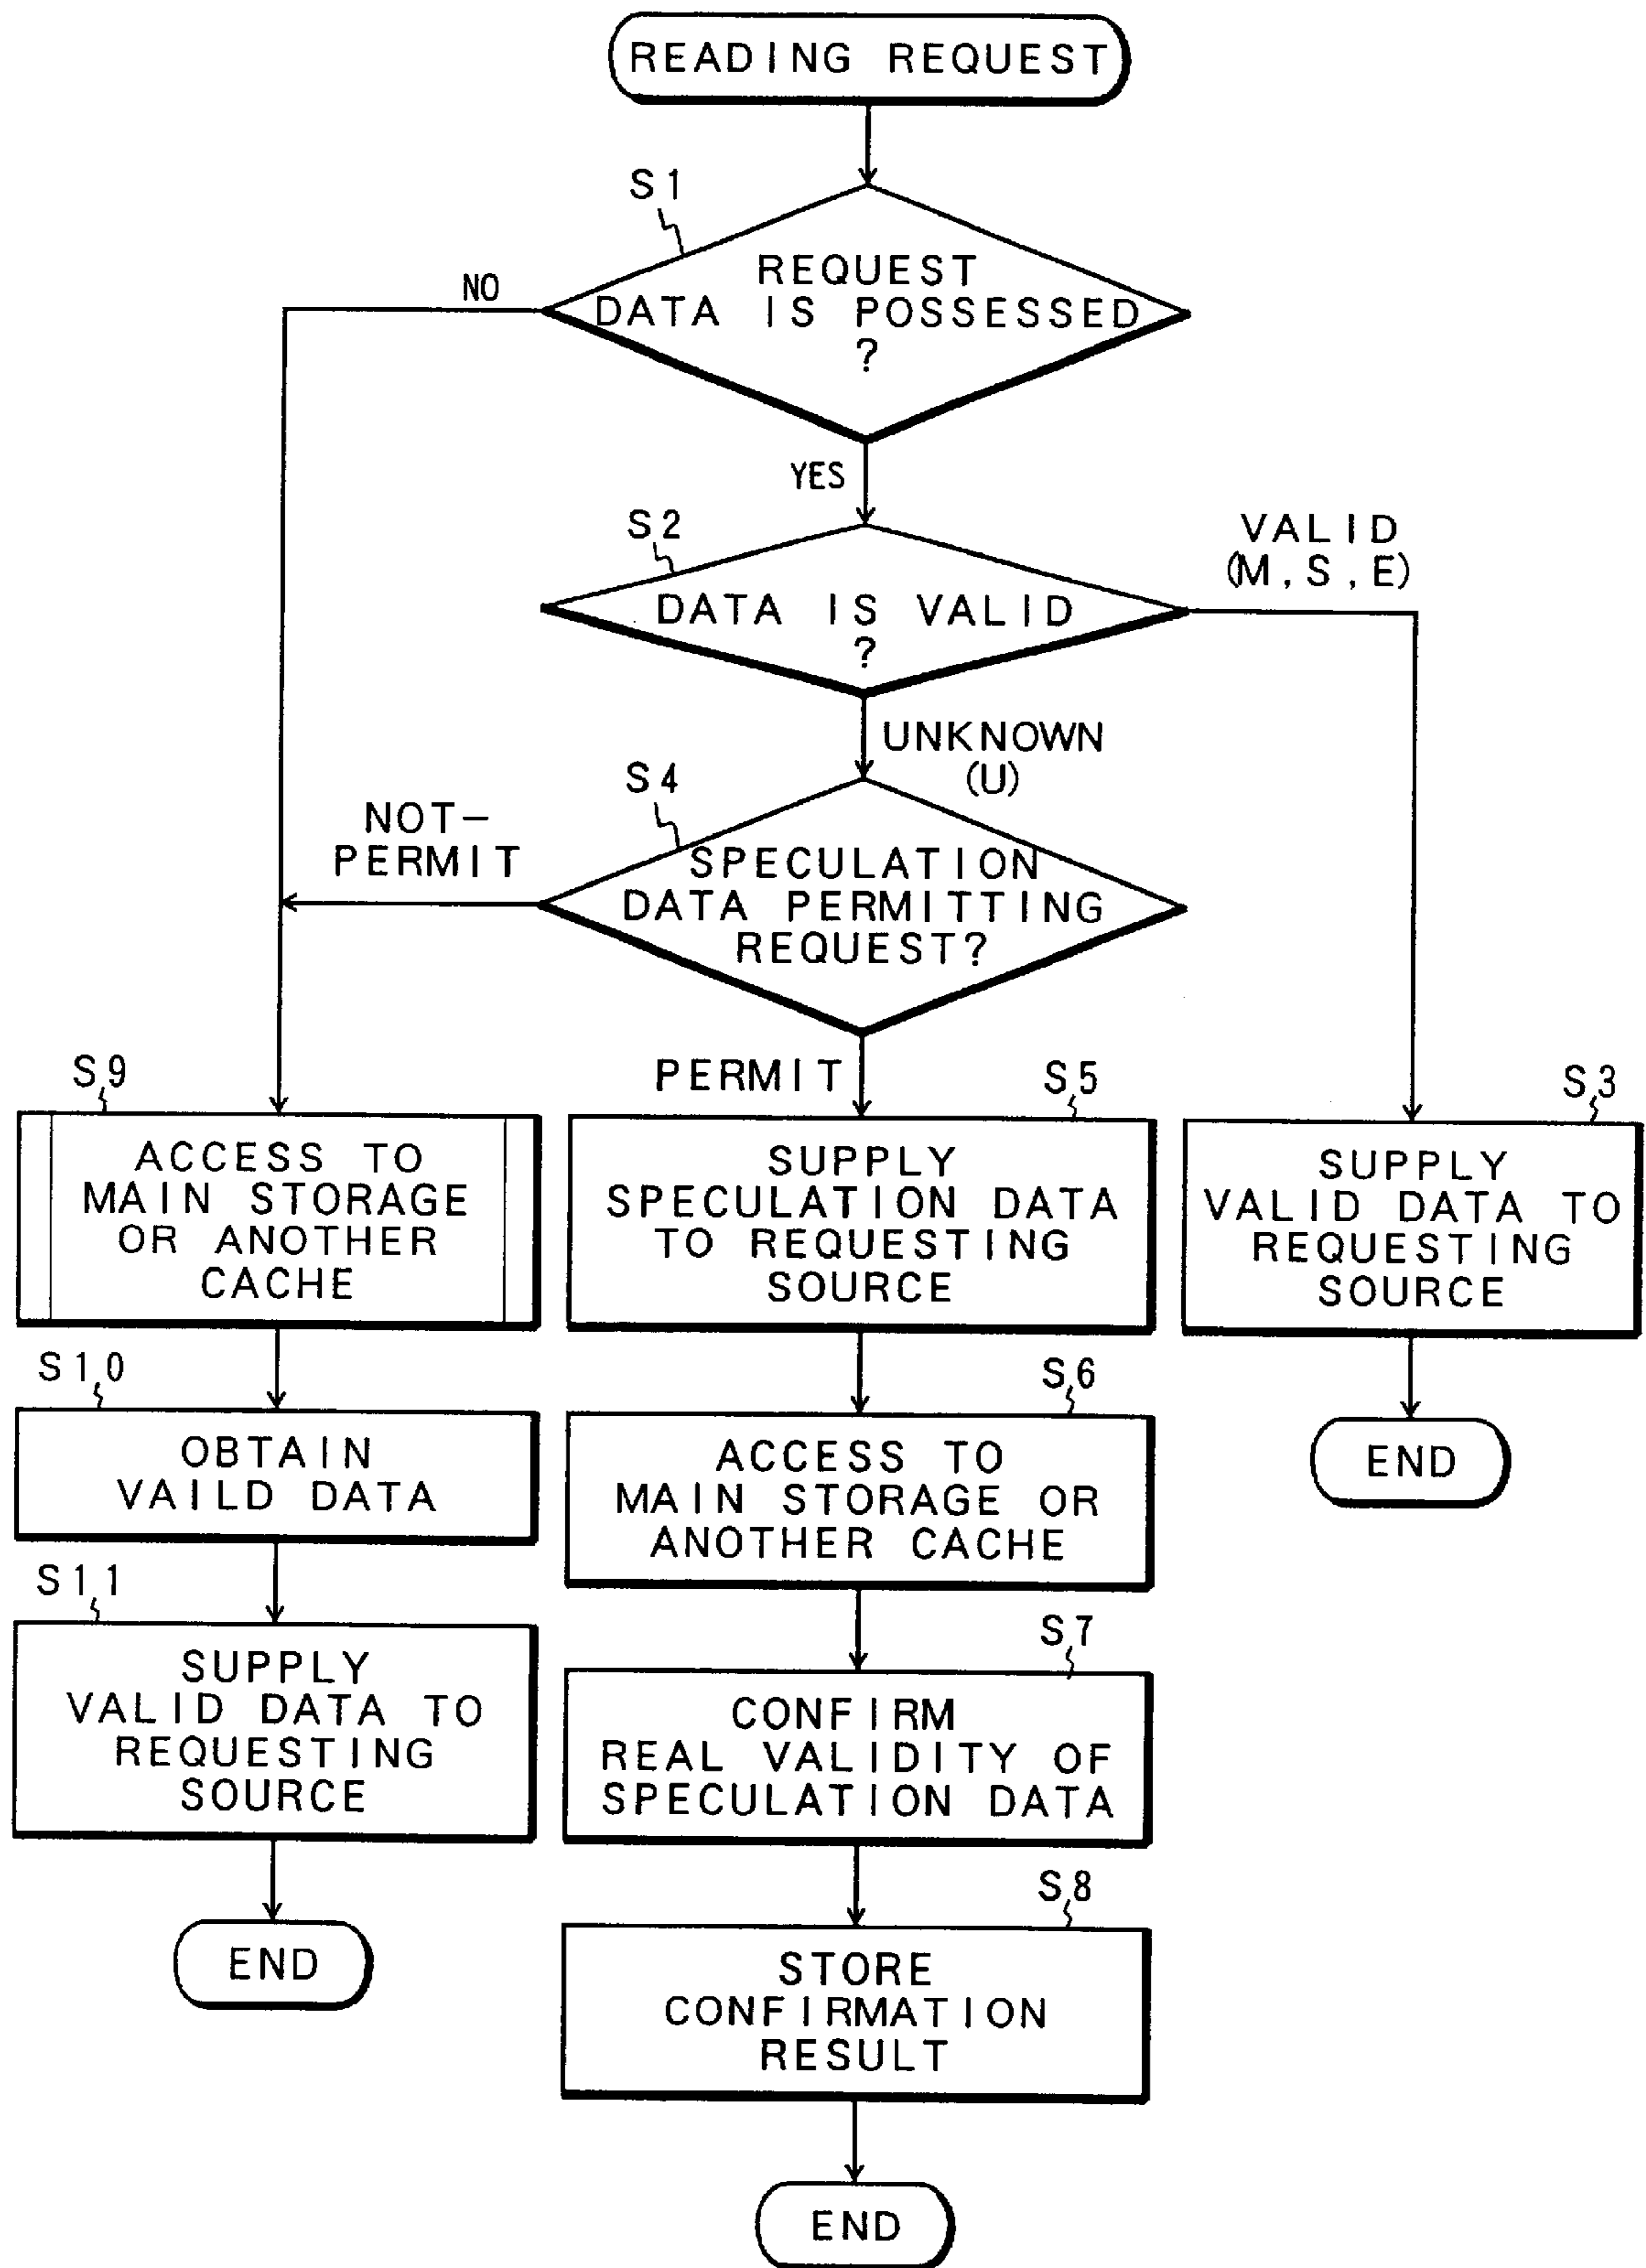 READING REQUEST
S1
REQUEST
DATA IS POSSESSED
?
NO
YES
S2
DATA IS VALID
?
VALID
(M,S,E)
UNKNOWN
(U)
S4
NOT-
PERMIT
SPECULATION
DATA PERMITTING
REQUEST?
PERMIT
S9
ACCESS TO
MAIN STORAGE
OR ANOTHER
CACHE
S5
SUPPLY
SPECULATION DATA
TO REQUESTING
SOURCE
S3
SUPPLY
VALID DATA TO
REQUESTING
SOURCE
END
S10
OBTAIN
VAILD DATA
S6
ACCESS TO
MAIN STORAGE OR
ANOTHER CACHE
S11
SUPPLY
VALID DATA TO
REQUESTING
SOURCE
END
S7
CONFIRM
REAL VALIDITY OF
SPECULATION DATA
S8
STORE
CONFIRMATION
RESULT
END